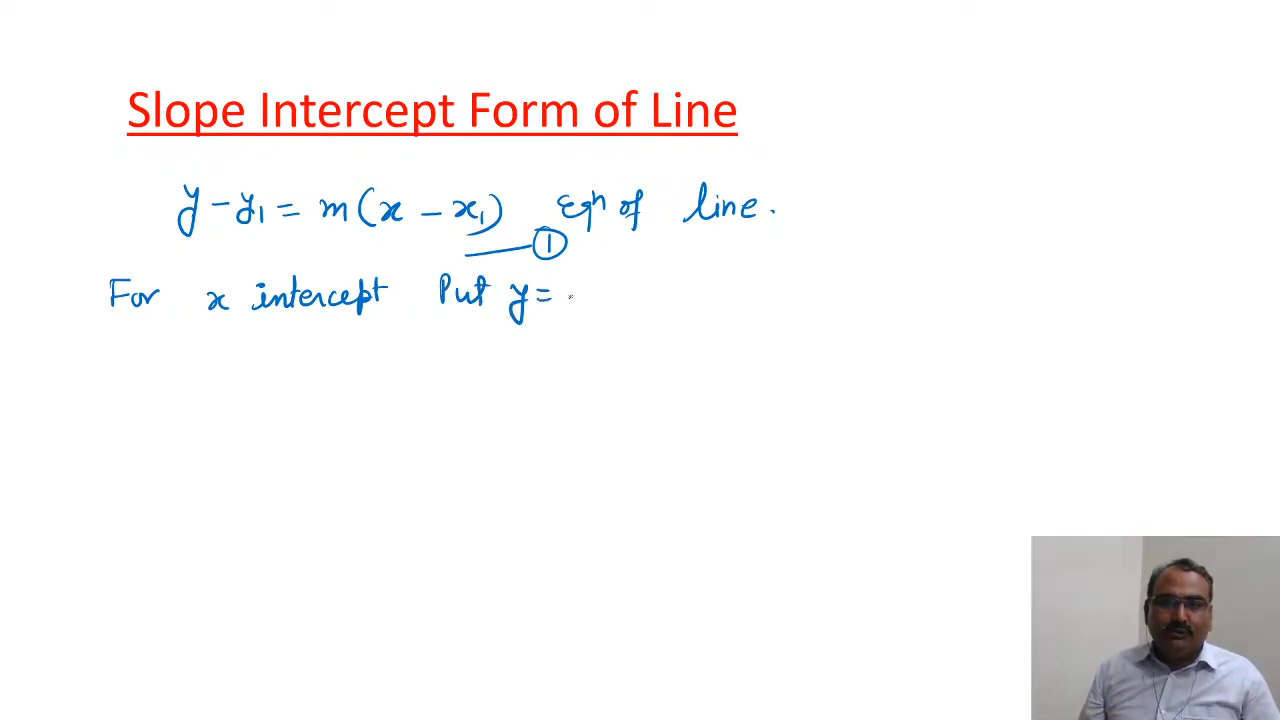 Slope Intercept Form of Line
y - y₁ = m(x - x₁) Eqn of line.
①
For x intercept Put y =